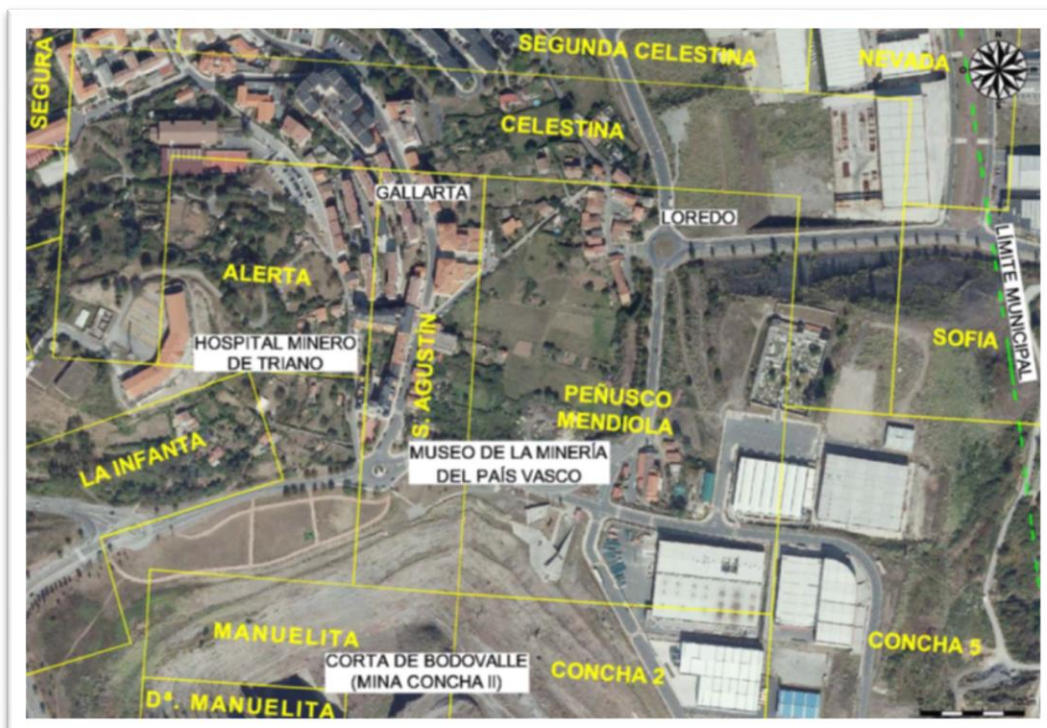 SEGURA
SEGUNDA CELESTINA
NEVADA
N
CELESTINA
GALLARTA
LOREDO
ALERTA
LIMITE MUNICIPAL
HOSPITAL MINERO
DE TRIANO
S. AGUSTÍN
SOFIA
PEÑUSCO
MENDIOLA
LA INFANTA
MUSEO DE LA MINERÍA
DEL PAÍS VASCO
MANUELITA
CORTA DE BODOVALLE
(MINA CONCHA II)
CONCHA 2
CONCHA 5
Dª. MANUELITA